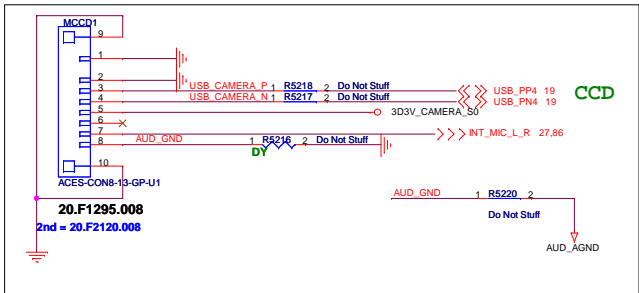 MCCD1
9
1
2
3 USB_CAMERA_P 1 R5218 2 Do Not Stuff USB_PP4 19
4 USB_CAMERA_N 1 R5217 2 Do Not Stuff USB_PN4 19
CCD
5 3D3V_CAMERA_S0
6
7 INT_MIC_L_R 27,86
8 AUD_GND 1 R5216 2 Do Not Stuff
DY
10
ACES-CON8-13-GP-U1
20.F1295.008
2nd = 20.F2120.008
AUD_GND 1 R5220 2
Do Not Stuff
AUD_AGND